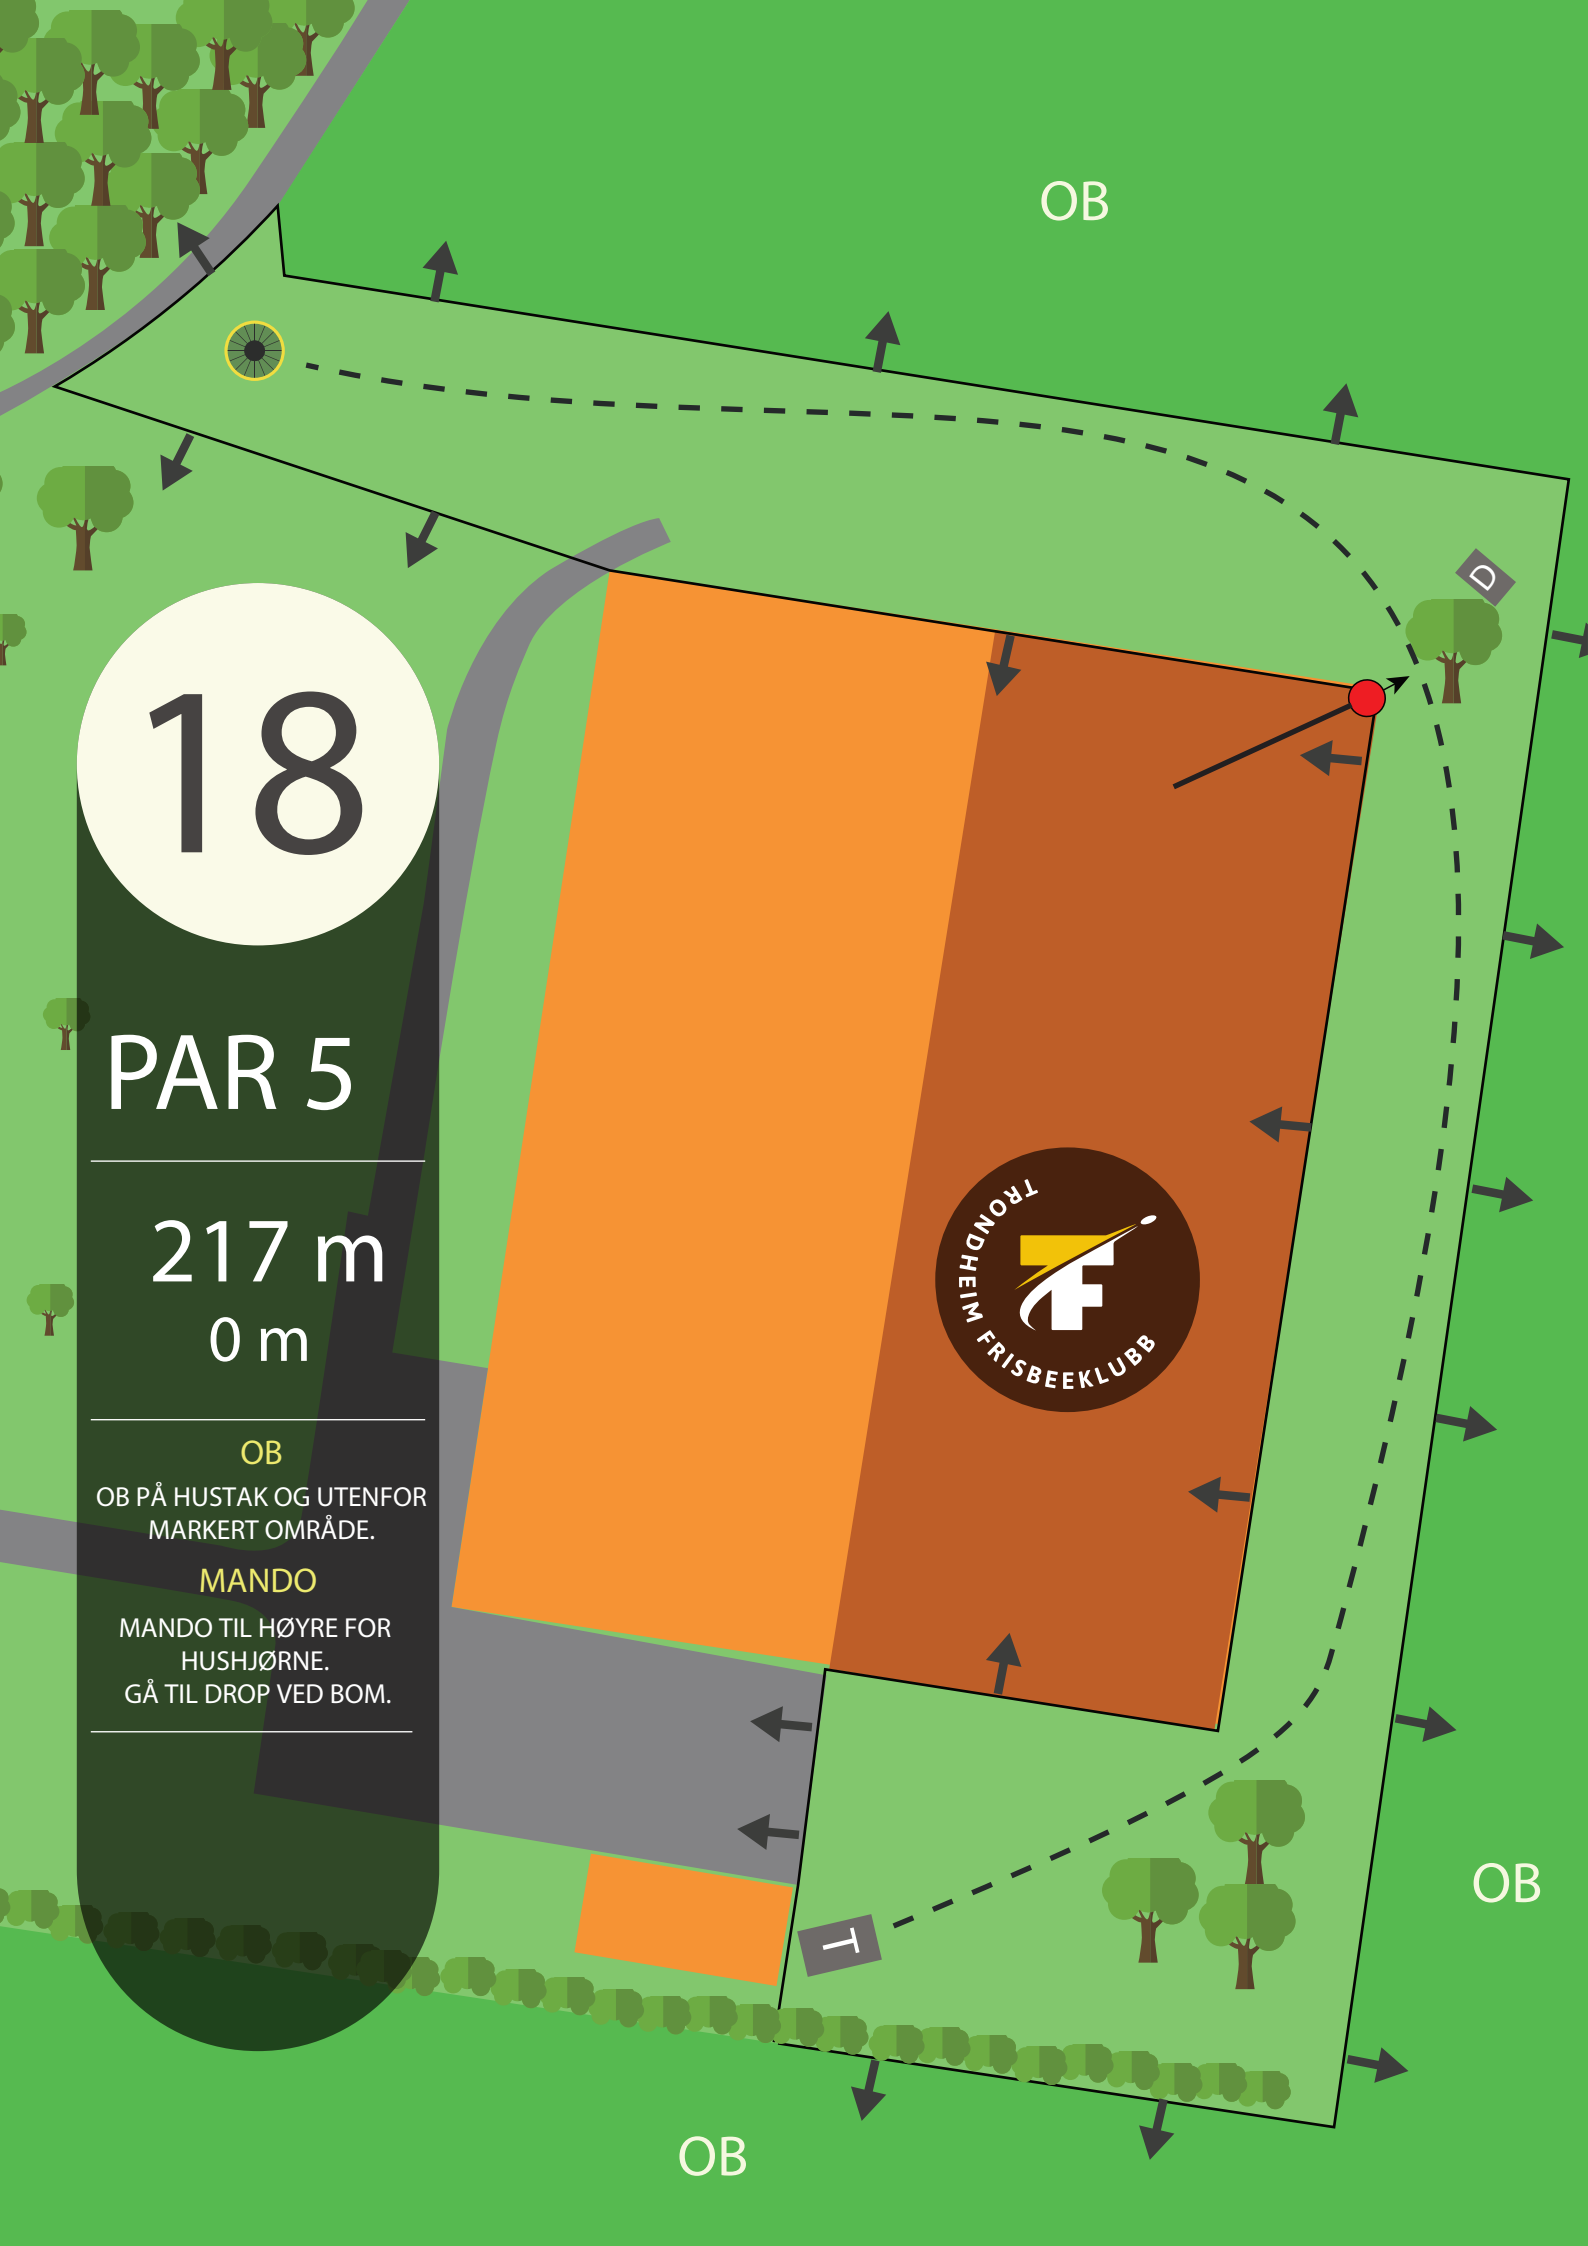 OB
D
18
PAR 5
217 m
0 m
OB
OB PÅ HUSTAK OG UTENFOR
MARKERT OMRÅDE.
MANDO
MANDO TIL HØYRE FOR
HUSHJØRNE.
GÅ TIL DROP VED BOM.
TRONDHEIM FRISBEEKLUBB
TF
OB
T
OB